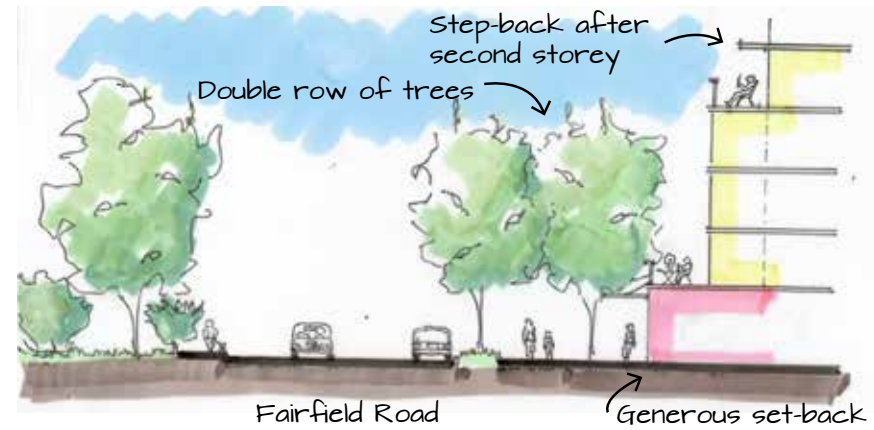 Step-back after
second storey
Double row of trees
Fairfield Road
Generous set-back